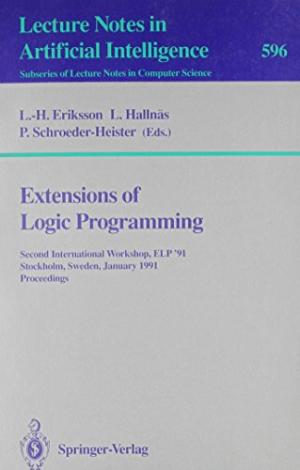 Lecture Notes in
Artificial Intelligence 596
Subseries of Lecture Notes in Computer Science
L.-H. Eriksson L. Hallnäs
P. Schroeder-Heister (Eds.)
Extensions of
Logic Programming
Second International Workshop, ELP '91
Stockholm, Sweden, January 1991
Proceedings
Springer-Verlag